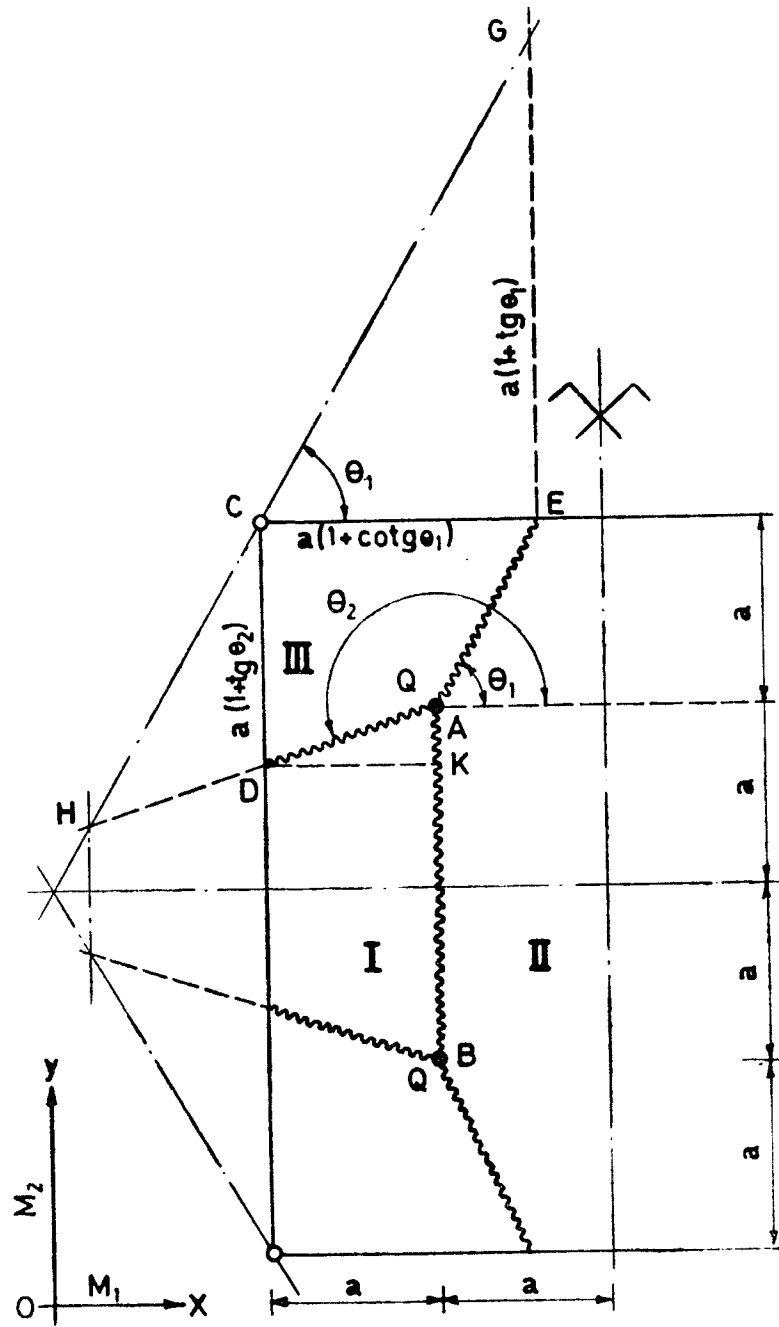 G
a(1+tgθ₁)
θ₁
C
E
a(1+cotgθ₁)
θ₂
a
III
a(1+tgθ₂)
Q
θ₁
A
D
K
H
a
I
II
a
B
Q
y
a
M₂
a
a
O
M₁
X